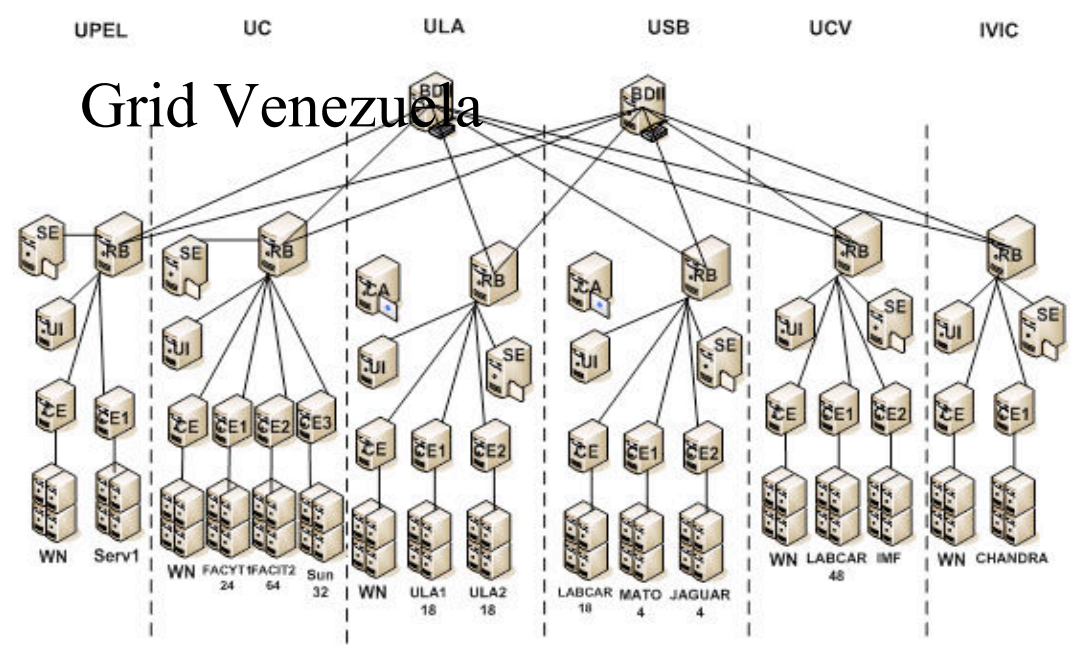 UPEL UC ULA USB UCV IVIC
Grid Venezuela
BDI BDII
SE RB SE RB RB RB RB RB
CA CA
UI UI UI SE UI SE UI SE UI SE
CE CE1 CE CE1 CE2 CE3 CE CE1 CE2 CE CE1 CE2 CE CE1 CE2 CE CE1
WN Serv1 WN FACYT1 FACIT2 Sun WN ULA1 ULA2 LABCAR MATO JAGUAR WN LABCAR IMF WN CHANDRA
24 64 32 18 18 18 4 4 48